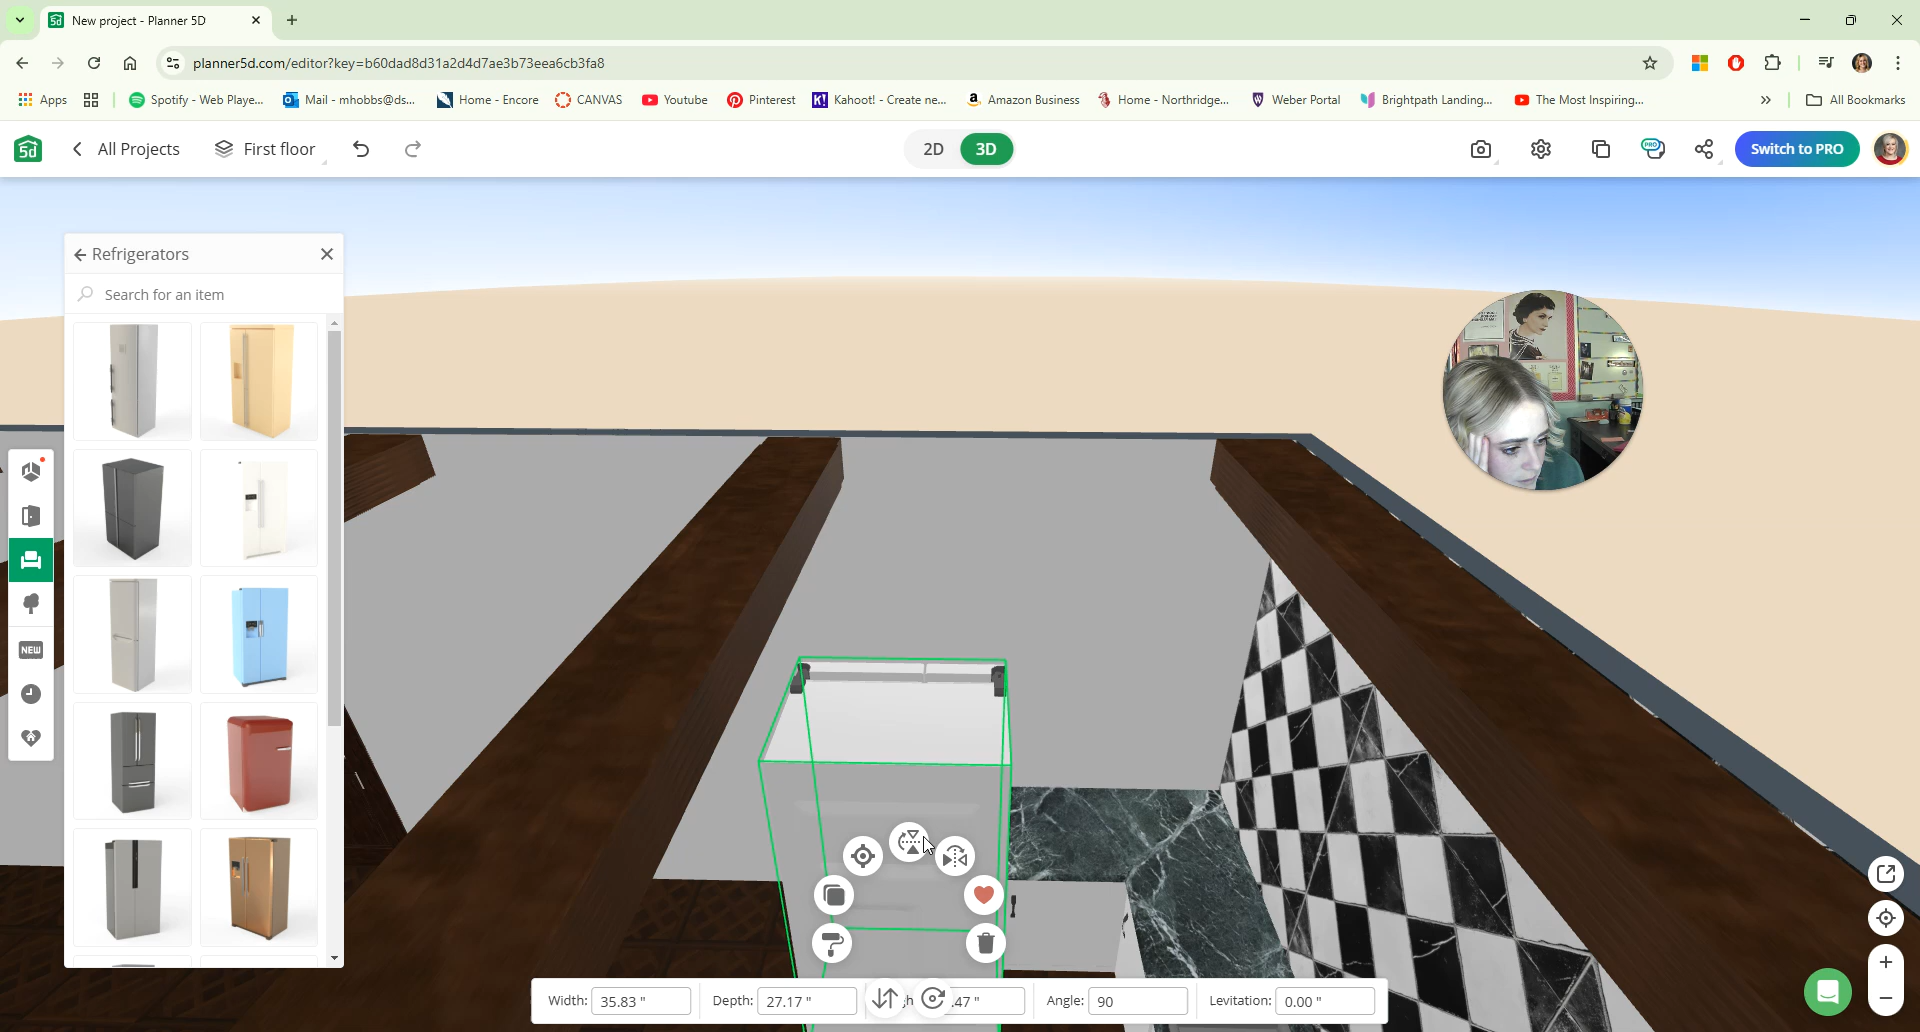 New project - Planner 5D
planner5d.com/editor?key=b60dad8d31a2d4d7ae3b73eea6cb3fa8
Apps
Spotify - Web Playe...
Mail - mhobbs@ds...
Home - Encore
CANVAS
Youtube
Pinterest
Kahoot! - Create ne...
Amazon Business
Home - Northridge...
Weber Portal
Brightpath Landing...
The Most Inspiring...
All Bookmarks
5d
All Projects
First floor
2D
3D
PRO
Switch to PRO
Refrigerators
Search for an item
NEW
Width: 35.83 "
Depth: 27.17 "
.47 "
Angle: 90
Levitation: 0.00 "